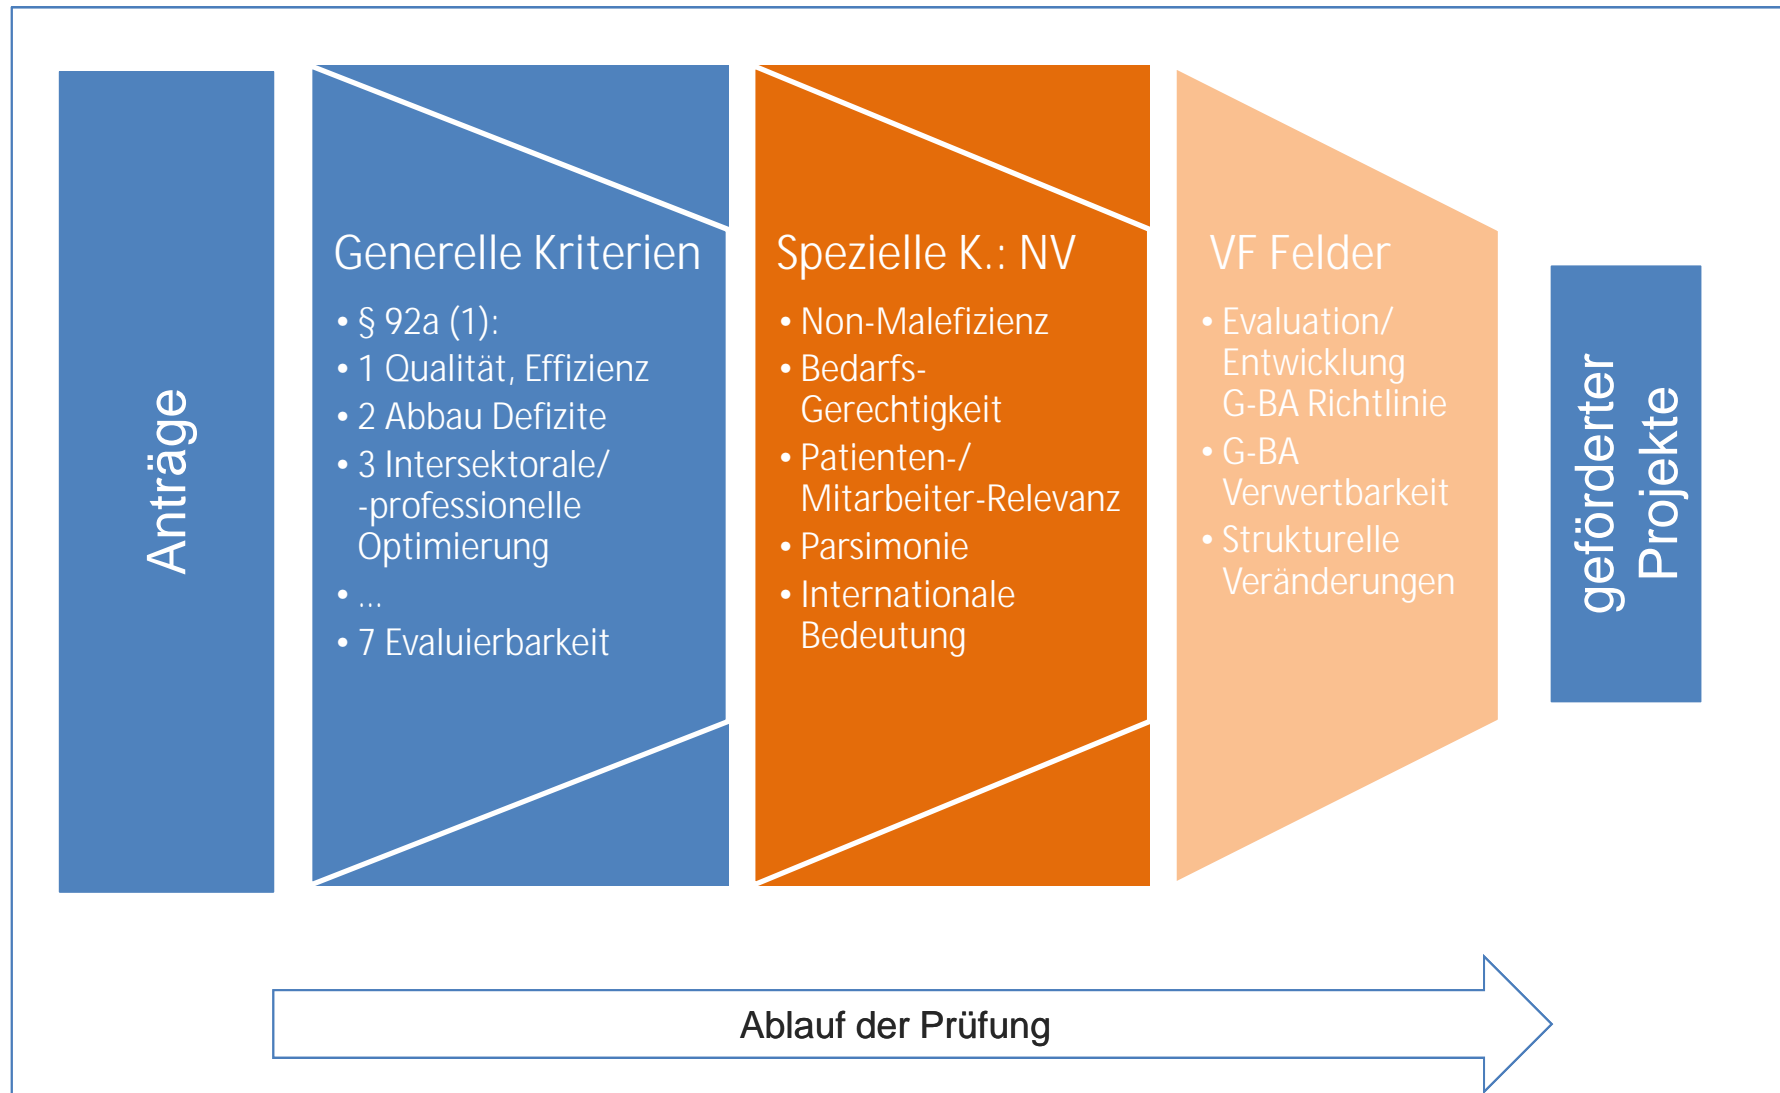 Anträge
Generelle Kriterien
• § 92a (1):
• 1 Qualität, Effizienz
• 2 Abbau Defizite
• 3 Intersektorale/
-professionelle
Optimierung
• ...
• 7 Evaluierbarkeit
Spezielle K.: NV
• Non-Malefizienz
• Bedarfs-
Gerechtigkeit
• Patienten-/
Mitarbeiter-Relevanz
• Parsimonie
• Internationale
Bedeutung
VF Felder
• Evaluation/
Entwicklung
G-BA Richtlinie
• G-BA
Verwertbarkeit
• Strukturelle
Veränderungen
geförderter
Projekte
Ablauf der Prüfung